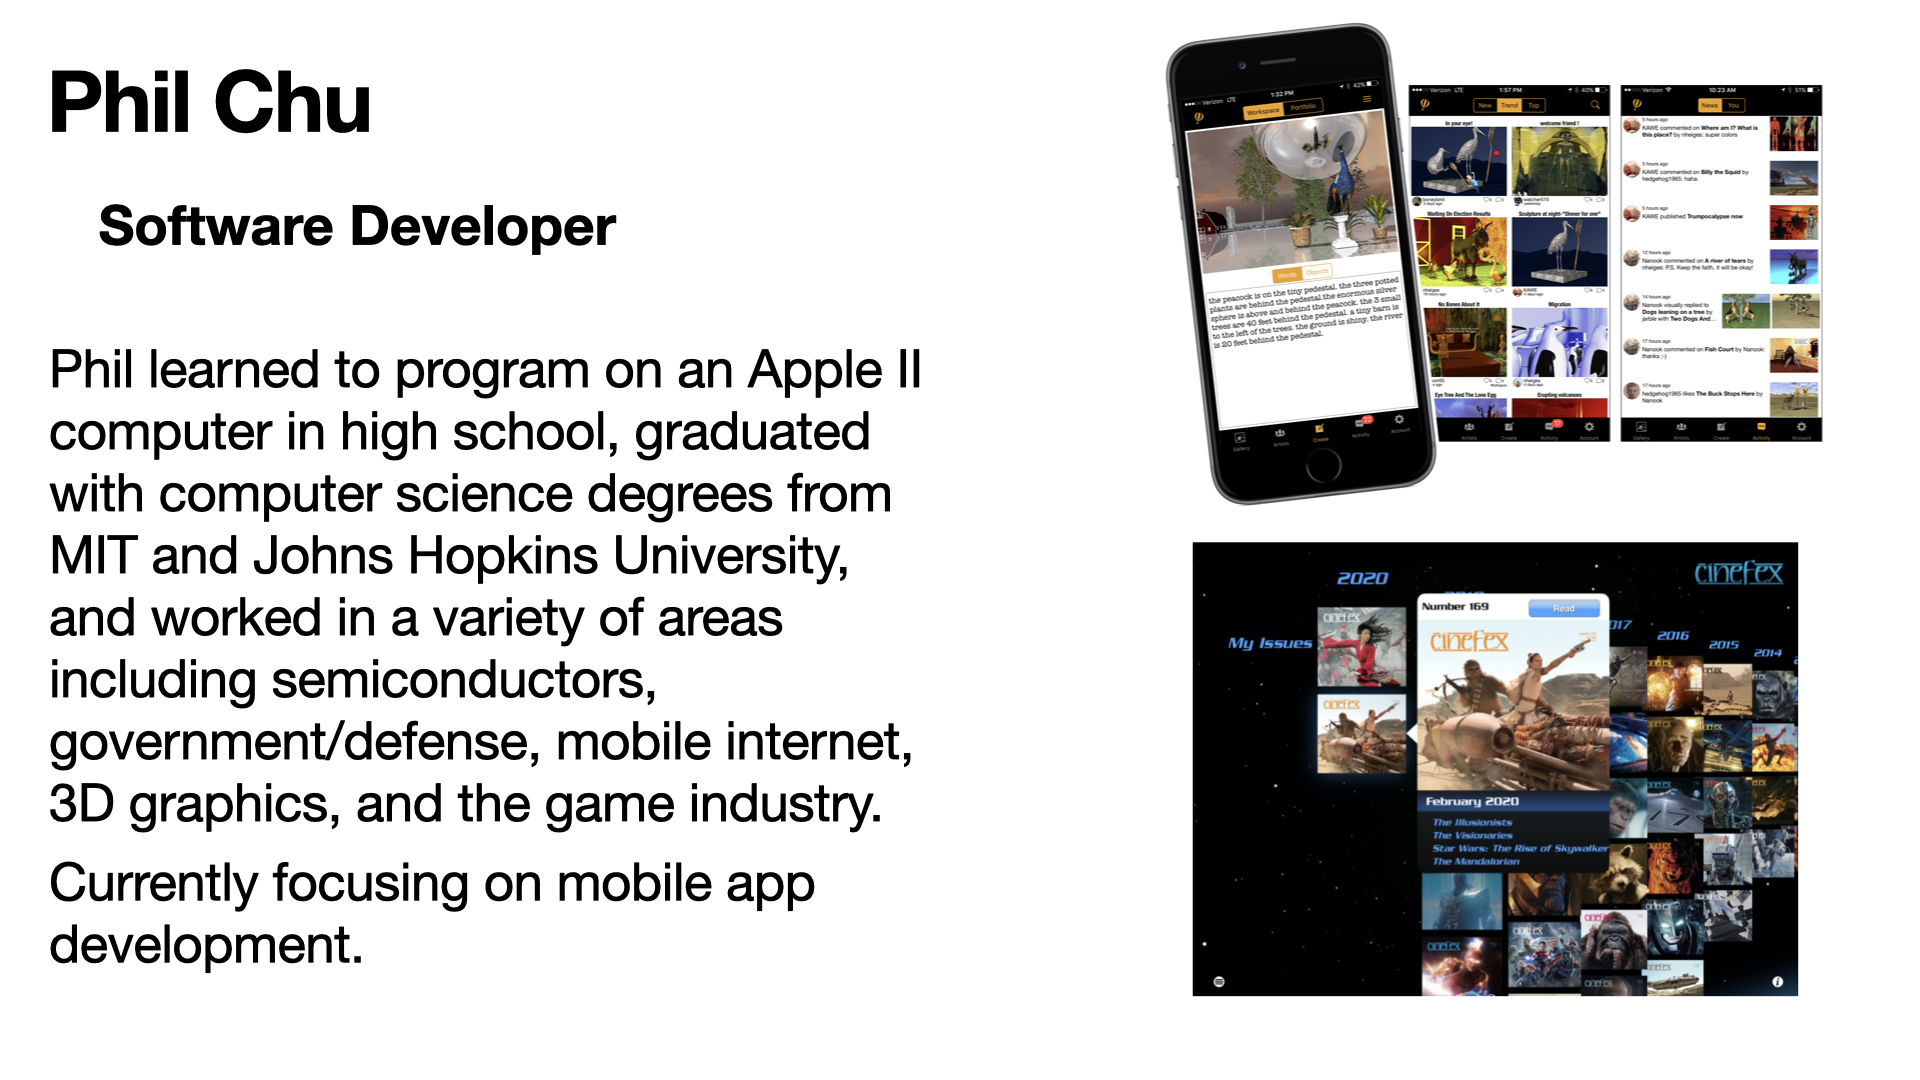 Phil Chu
Software Developer
Phil learned to program on an Apple II
computer in high school, graduated
with computer science degrees from
MIT and Johns Hopkins University,
and worked in a variety of areas
including semiconductors,
government/defense, mobile internet,
3D graphics, and the game industry.
Currently focusing on mobile app
development.
Verizon LTE 1:32 PM 42%
Workspace Portfolio
Words Objects
the peacock is on the tiny pedestal. the three potted
plants are behind the pedestal.the enormous silver
sphere is above and behind the peacock. the 3 small
trees are 40 feet behind the pedestal. a tiny barn is
to the left of the trees. the ground is shiny. the river
is 20 feet behind the pedestal.
Gallery Artists Create Activity Account
Verizon LTE 1:57 PM 40%
New Trend Top
In your eye! welcome friend !
boneybird watcher570
3 days ago yesterday
Waiting On Election Results Sculpture at night-"Dinner for one"
nheiges KAWE
4 days ago
No Bones About It Migration
nheiges
Eye Tree And The Lone Egg Erupting volcanoes
Artists Create Activity 17 Account
Verizon 10:23 AM 51%
News You
5 hours ago
KAWE commented on Where am I? What is
this place? by nheiges: super colors
5 hours ago
KAWE commented on Billy the Squid by
hedgehog1965: haha
5 hours ago
KAWE published Trumpocalypse now
12 hours ago
Nanook commented on A river of tears by
nheiges: P.S. Keep the faith, it will be okay!
14 hours ago
Nanook visually replied to
Dogs leaning on a tree by
jarble with Two Dogs And...
17 hours ago
Nanook commented on Fish Court by Nanook:
thanks ;-)
17 hours ago
hedgehog1965 likes The Buck Stops Here by
Nanook
Gallery Artists Create Activity Account
cinefex
2020
My Issues
Number 169
Read
cinefex
2017
2016
2015
2014
February 2020
The Illusionists
The Visionaries
Star Wars: The Rise of Skywalker
The Mandalorian